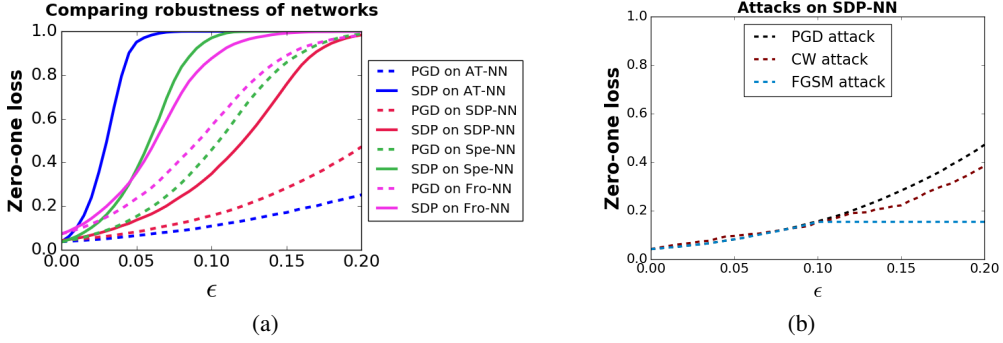 Comparing robustness of networks
Zero-one loss
1.0
0.8
0.6
0.4
0.2
0.0
0.00 0.05 0.10 0.15 0.20
ϵ
PGD on AT-NN
SDP on AT-NN
PGD on SDP-NN
SDP on SDP-NN
PGD on Spe-NN
SDP on Spe-NN
PGD on Fro-NN
SDP on Fro-NN
(a)
Attacks on SDP-NN
Zero-one loss
1.0
0.8
0.6
0.4
0.2
0.0
0.00 0.05 0.10 0.15 0.20
ϵ
PGD attack
CW attack
FGSM attack
(b)